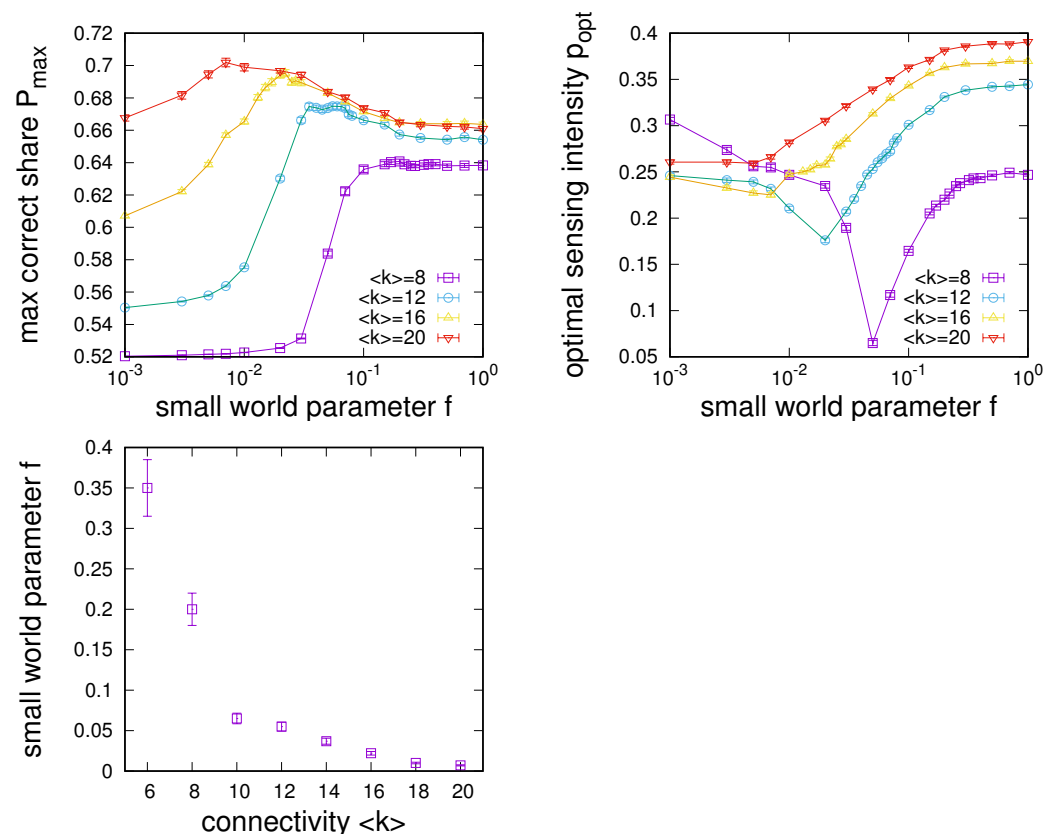 max correct share P_max
0.72
0.7
0.68
0.66
0.64
0.62
0.6
0.58
0.56
0.54
0.52
<k>=8
<k>=12
<k>=16
<k>=20
10^-3
10^-2
10^-1
10^0
small world parameter f
optimal sensing intensity p_opt
0.4
0.35
0.3
0.25
0.2
0.15
0.1
0.05
<k>=8
<k>=12
<k>=16
<k>=20
10^-3
10^-2
10^-1
10^0
small world parameter f
small world parameter f
0.4
0.35
0.3
0.25
0.2
0.15
0.1
0.05
0
6 8 10 12 14 16 18 20
connectivity <k>